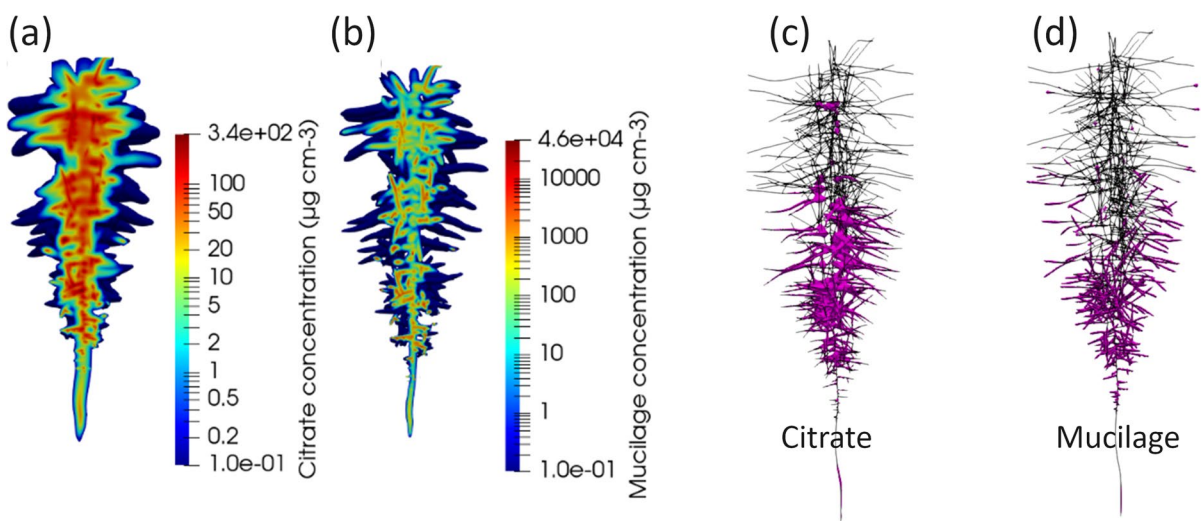 (a)
(b)
(c)
(d)
3.4e+02
100
50
20
10
5
2
1
0.5
0.2
1.0e-01
Citrate concentration (µg cm-3)
4.6e+04
10000
1000
100
10
1
1.0e-01
Mucilage concentration (µg cm-3)
Citrate
Mucilage